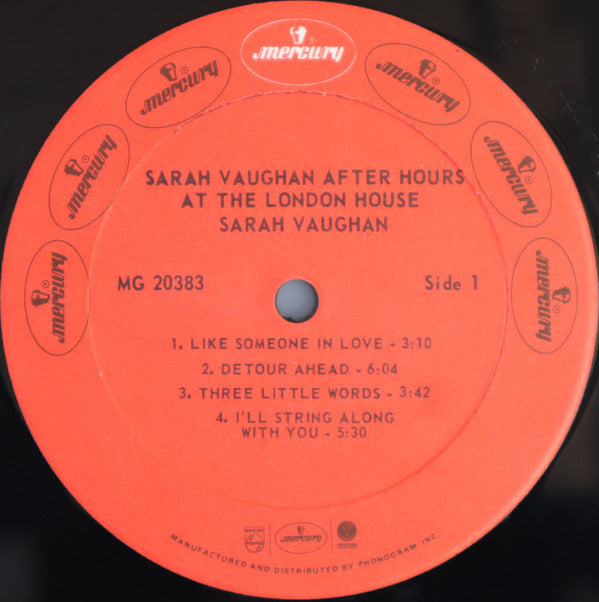 mercury
mercury
mercury
mercury
mercury
mercury
mercury
SARAH VAUGHAN AFTER HOURS
AT THE LONDON HOUSE
SARAH VAUGHAN
MG 20383
Side 1
1. LIKE SOMEONE IN LOVE - 3:10
2. DETOUR AHEAD - 6:04
3. THREE LITTLE WORDS - 3:42
4. I'LL STRING ALONG
WITH YOU - 5:30
PHILIPS
mercury
MANUFACTURED AND DISTRIBUTED BY PHONOGRAM INC.